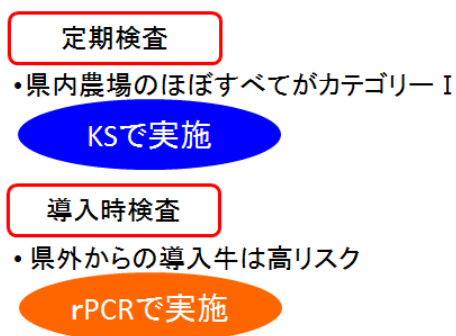 定期検査
•県内農場のほぼすべてがカテゴリーⅠ
KSで実施
導入時検査
• 県外からの導入牛は高リスク
rPCRで実施